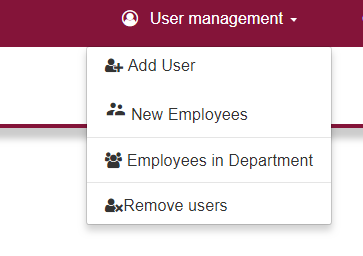 User management
Add User
New Employees
Employees in Department
Remove users